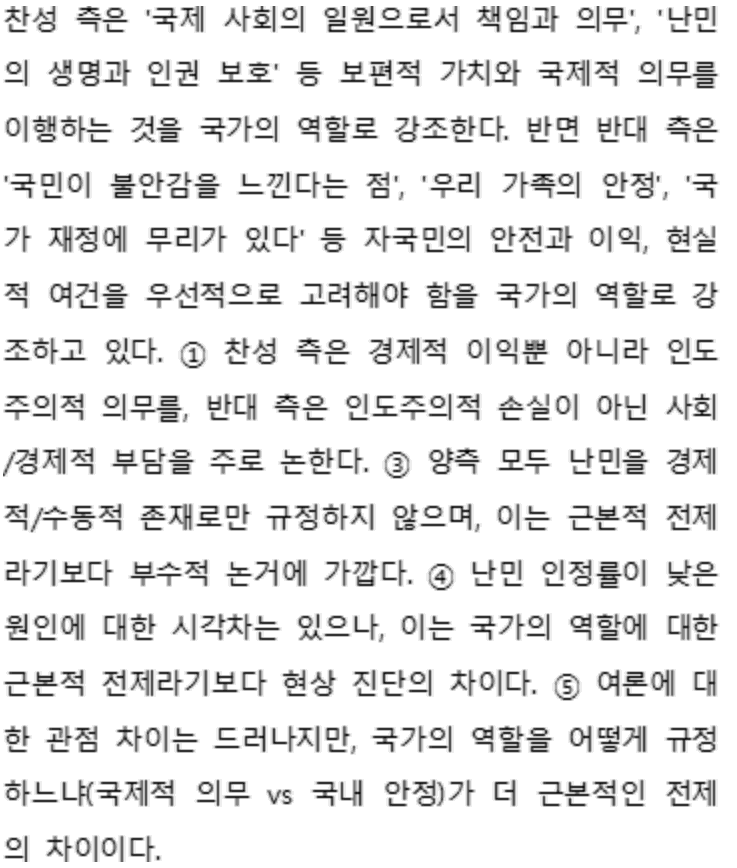 찬성 측은 '국제 사회의 일원으로서 책임과 의무', '난민
의 생명과 인권 보호' 등 보편적 가치와 국제적 의무를
이행하는 것을 국가의 역할로 강조한다. 반면 반대 측은
'국민이 불안감을 느낀다는 점', '우리 가족의 안정', '국
가 재정에 무리가 있다' 등 자국민의 안전과 이익, 현실
적 여건을 우선적으로 고려해야 함을 국가의 역할로 강
조하고 있다. ① 찬성 측은 경제적 이익뿐 아니라 인도
주의적 의무를, 반대 측은 인도주의적 손실이 아닌 사회
/경제적 부담을 주로 논한다. ③ 양측 모두 난민을 경제
적/수동적 존재로만 규정하지 않으며, 이는 근본적 전제
라기보다 부수적 논거에 가깝다. ④ 난민 인정률이 낮은
원인에 대한 시각차는 있으나, 이는 국가의 역할에 대한
근본적 전제라기보다 현상 진단의 차이다. ⑤ 여론에 대
한 관점 차이는 드러나지만, 국가의 역할을 어떻게 규정
하느냐(국제적 의무 vs 국내 안정)가 더 근본적인 전제
의 차이이다.